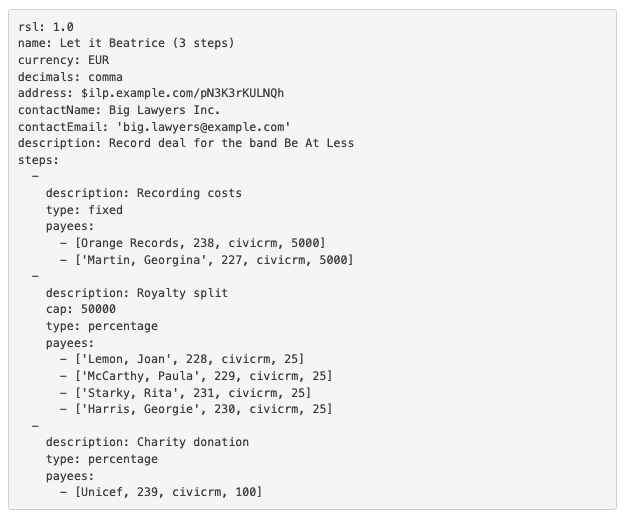 rsl: 1.0
name: Let it Beatrice (3 steps)
currency: EUR
decimals: comma
address: $ilp.example.com/pN3K3rKULNQh
contactName: Big Lawyers Inc.
contactEmail: 'big.lawyers@example.com'
description: Record deal for the band Be At Less
steps:
  -
    description: Recording costs
    type: fixed
    payees:
      - [Orange Records, 238, civicrm, 5000]
      - ['Martin, Georgina', 227, civicrm, 5000]
  -
    description: Royalty split
    cap: 50000
    type: percentage
    payees:
      - ['Lemon, Joan', 228, civicrm, 25]
      - ['McCarthy, Paula', 229, civicrm, 25]
      - ['Starky, Rita', 231, civicrm, 25]
      - ['Harris, Georgie', 230, civicrm, 25]
  -
    description: Charity donation
    type: percentage
    payees:
      - [Unicef, 239, civicrm, 100]